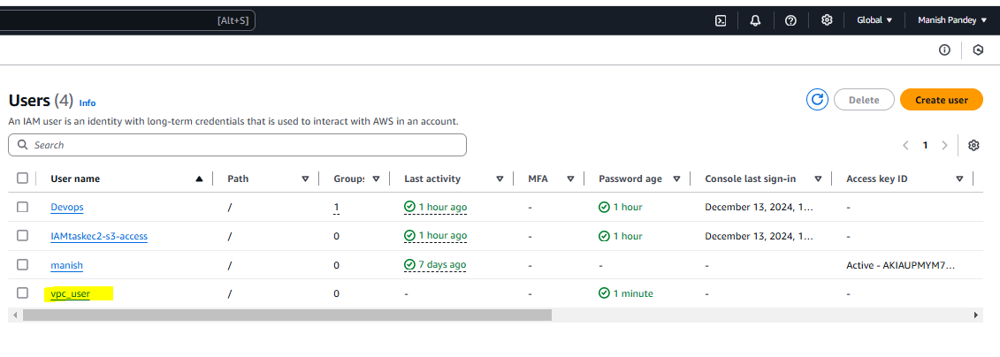 [Alt+S] Global Manish Pandey
Users (4) Info Delete Create user
An IAM user is an identity with long-term credentials that is used to interact with AWS in an account.
Search 1
User name Path Groups Last activity MFA Password age Console last sign-in Access key ID
Devops / 1 1 hour ago - 1 hour December 13, 2024, 1... -
IAMtaskec2-s3-access / 0 1 hour ago - 1 hour December 13, 2024, 1... -
manish / 0 7 days ago - - - Active - AKIAUPMYM7...
vpc_user / 0 - - 1 minute - -